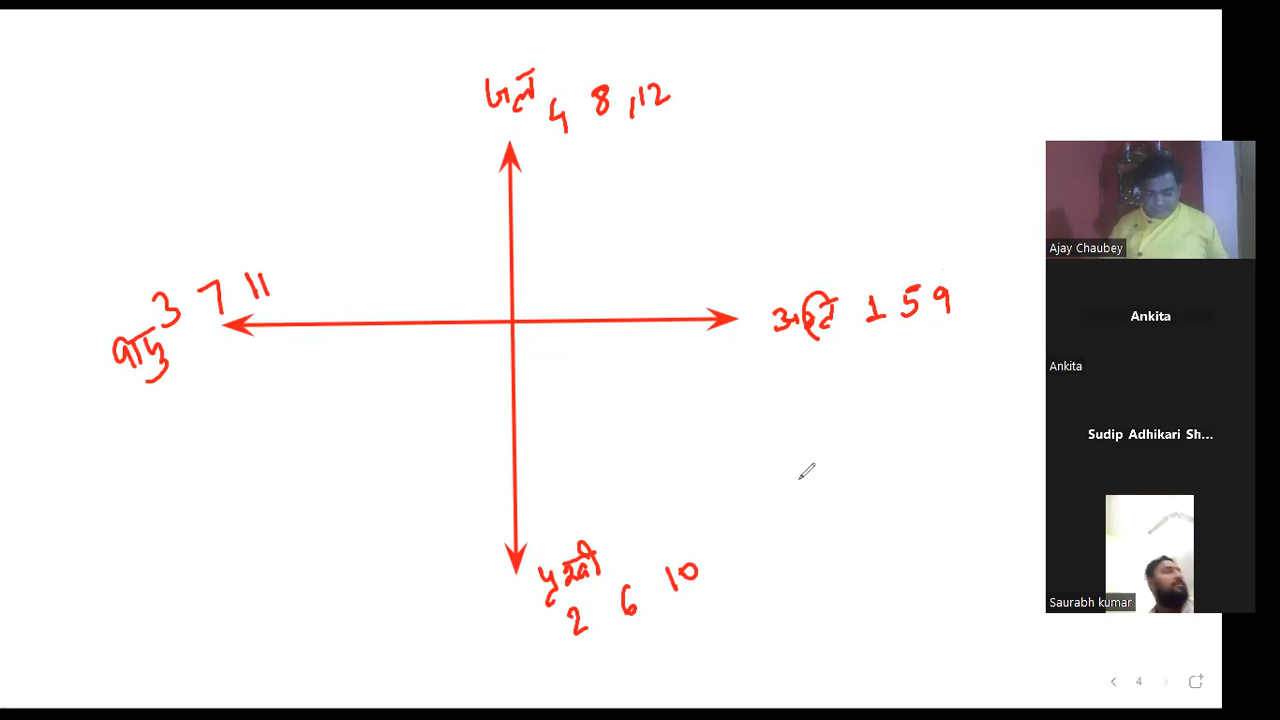 जल 4 8 ,12
3 7 11
वायु
अग्नि 1 5 9
पृथ्वी
2 6 10
Ajay Chaubey
Ankita
Ankita
Sudip Adhikari Sh...
Saurabh kumar
4